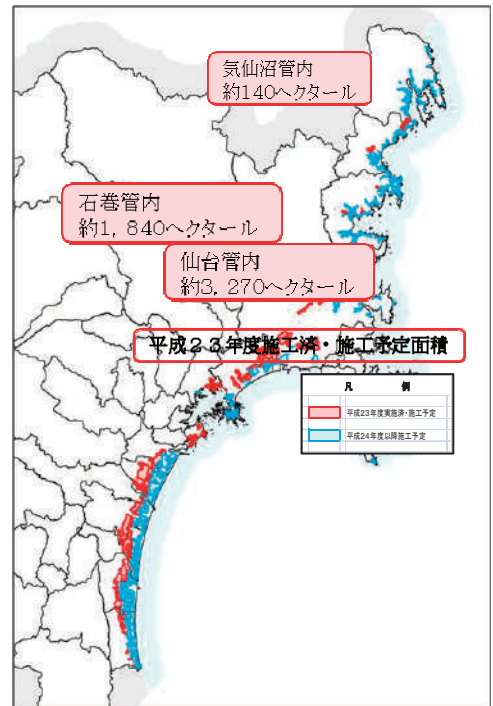 気仙沼管内
約140ヘクタール
石巻管内
約1，840ヘクタール
仙台管内
約3，270ヘクタール
平成２３年度施工済・施工予定面積
凡　例
平成23年度実施済・施工予定
平成24年度以降施工予定